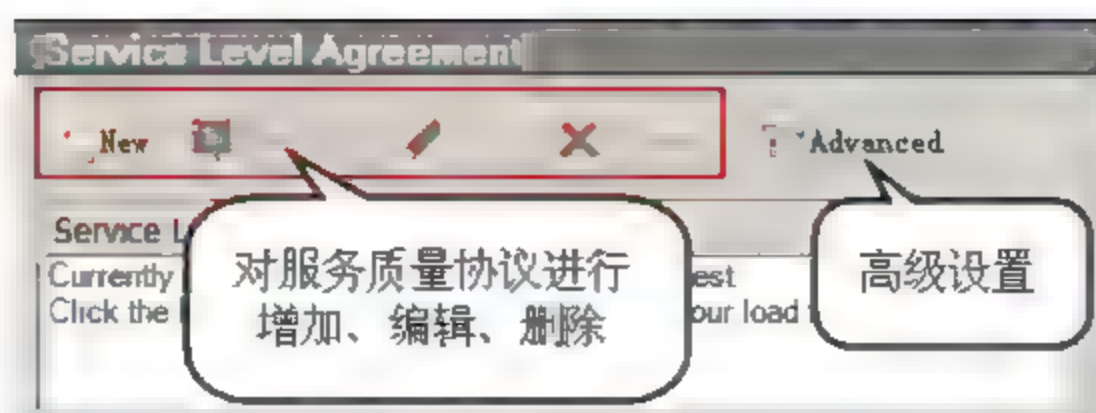 Service Level Agreement
New
Advanced
Service L
Currently est
Click the our load
对服务质量协议进行
增加、编辑、删除
高级设置